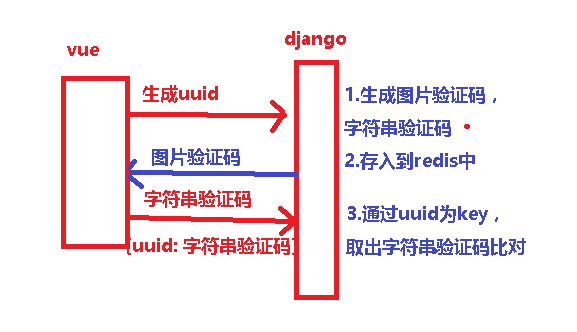 vue
django
生成uuid
图片验证码
字符串验证码
{uuid: 字符串验证码}
1.生成图片验证码，
字符串验证码
2.存入到redis中
3.通过uuid为key，
取出字符串验证码比对